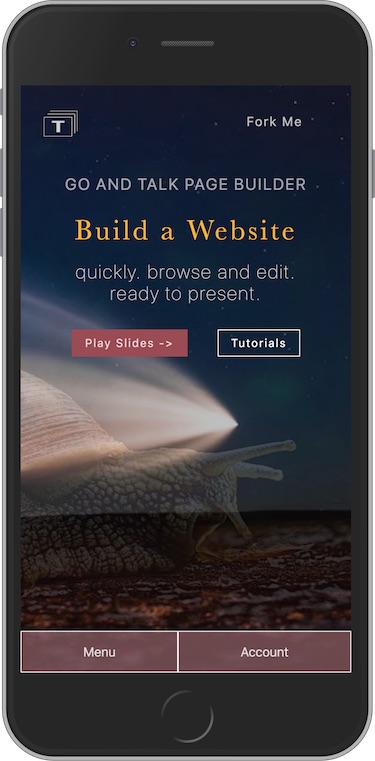 T
Fork Me
GO AND TALK PAGE BUILDER
Build a Website
quickly. browse and edit.
ready to present.
Play Slides ->
Tutorials
Menu
Account